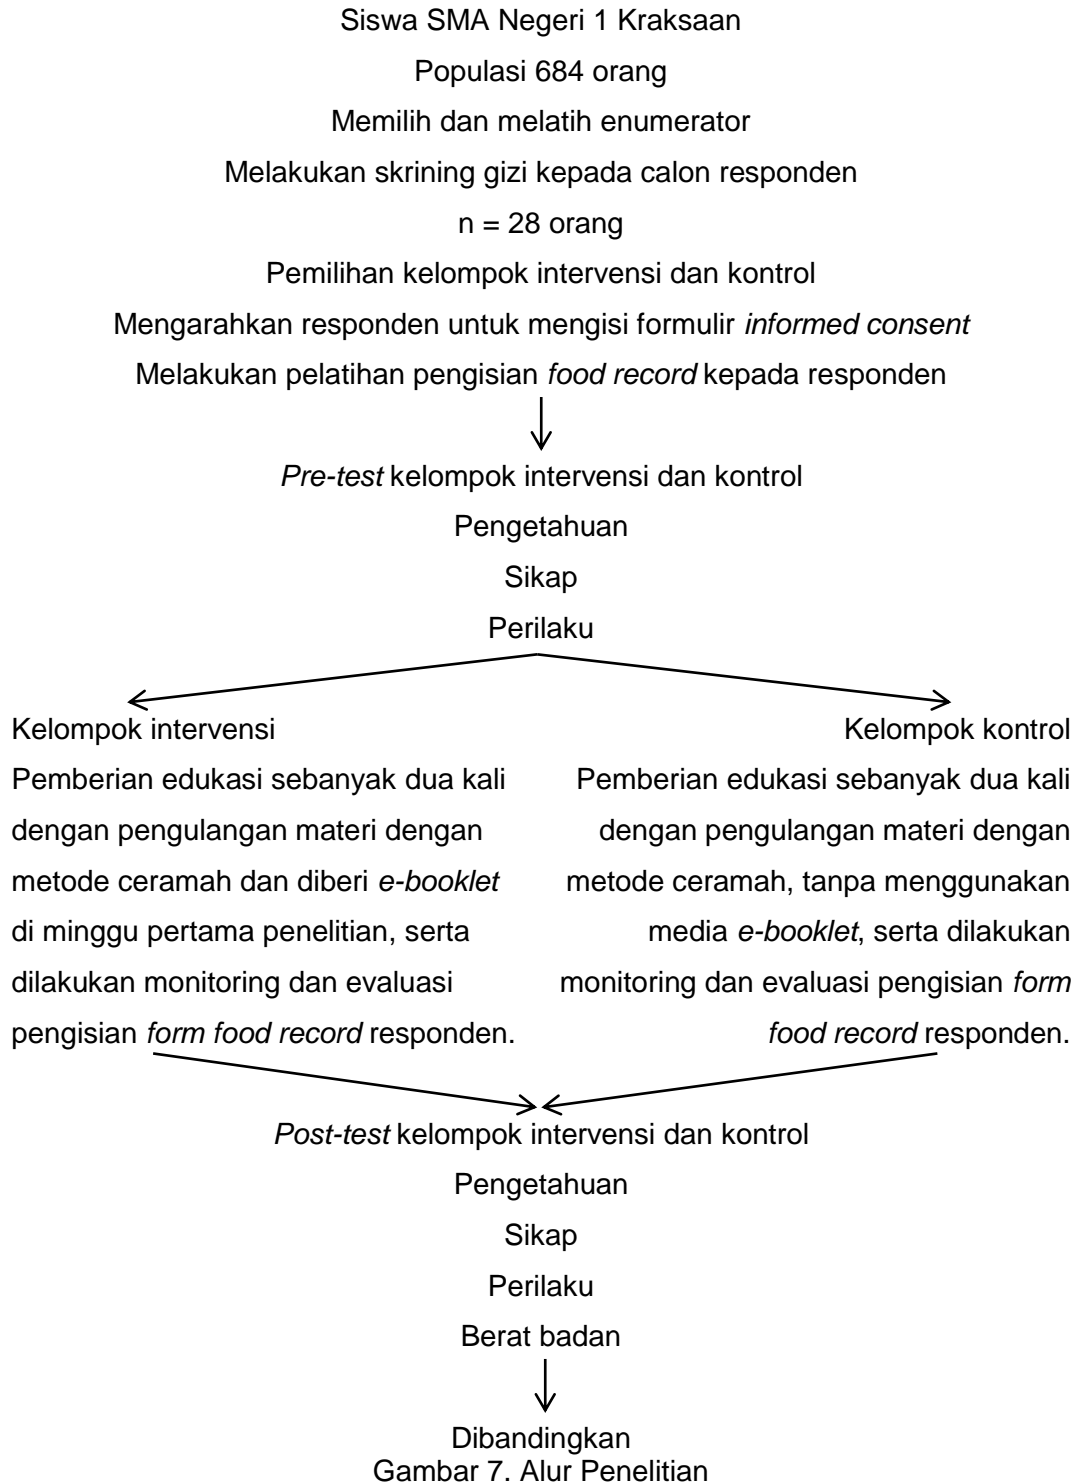 Siswa SMA Negeri 1 Kraksaan
Populasi 684 orang
Memilih dan melatih enumerator
Melakukan skrining gizi kepada calon responden
n = 28 orang
Pemilihan kelompok intervensi dan kontrol
Mengarahkan responden untuk mengisi formulir informed consent
Melakukan pelatihan pengisian food record kepada responden
Pre-test kelompok intervensi dan kontrol
Pengetahuan
Sikap
Perilaku
Kelompok intervensi
Pemberian edukasi sebanyak dua kali
dengan pengulangan materi dengan
metode ceramah dan diberi e-booklet
di minggu pertama penelitian, serta
dilakukan monitoring dan evaluasi
pengisian form food record responden.
Kelompok kontrol
Pemberian edukasi sebanyak dua kali
dengan pengulangan materi dengan
metode ceramah, tanpa menggunakan
media e-booklet, serta dilakukan
monitoring dan evaluasi pengisian form
food record responden.
Post-test kelompok intervensi dan kontrol
Pengetahuan
Sikap
Perilaku
Berat badan
Dibandingkan
Gambar 7. Alur Penelitian